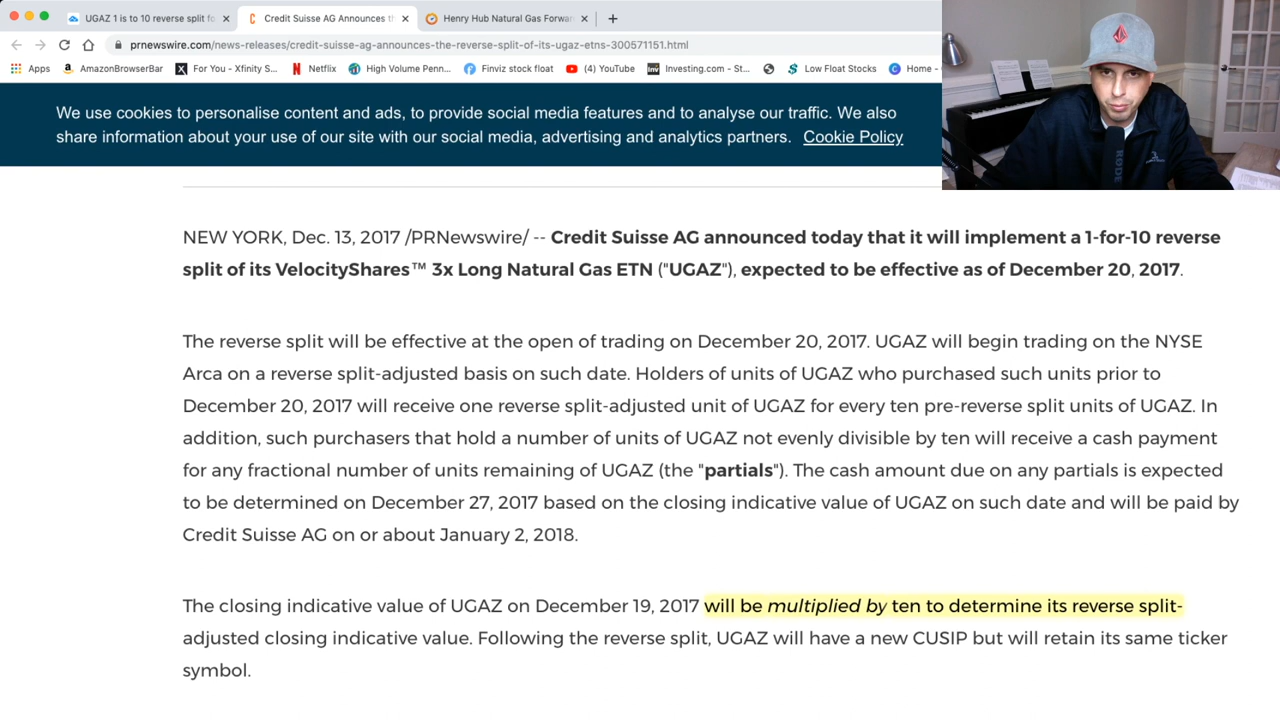 UGAZ 1 is to 10 reverse split fo
Credit Suisse AG Announces t
Henry Hub Natural Gas Forwa
prnewswire.com/news-releases/credit-suisse-ag-announces-the-reverse-split-of-its-ugaz-etns-300571151.html
Apps AmazonBrowserBar For You - Xfinity S... Netflix High Volume Penn... Finviz stock float (4) YouTube Investing.com - St... Low Float Stocks Home -
We use cookies to personalise content and ads, to provide social media features and to analyse our traffic. We also
share information about your use of our site with our social media, advertising and analytics partners. Cookie Policy
RODE
NEW YORK, Dec. 13, 2017 /PRNewswire/ -- Credit Suisse AG announced today that it will implement a 1-for-10 reverse
split of its VelocityShares™ 3x Long Natural Gas ETN ("UGAZ"), expected to be effective as of December 20, 2017.
The reverse split will be effective at the open of trading on December 20, 2017. UGAZ will begin trading on the NYSE
Arca on a reverse split-adjusted basis on such date. Holders of units of UGAZ who purchased such units prior to
December 20, 2017 will receive one reverse split-adjusted unit of UGAZ for every ten pre-reverse split units of UGAZ. In
addition, such purchasers that hold a number of units of UGAZ not evenly divisible by ten will receive a cash payment
for any fractional number of units remaining of UGAZ (the "partials"). The cash amount due on any partials is expected
to be determined on December 27, 2017 based on the closing indicative value of UGAZ on such date and will be paid by
Credit Suisse AG on or about January 2, 2018.
The closing indicative value of UGAZ on December 19, 2017 will be multiplied by ten to determine its reverse split-
adjusted closing indicative value. Following the reverse split, UGAZ will have a new CUSIP but will retain its same ticker
symbol.